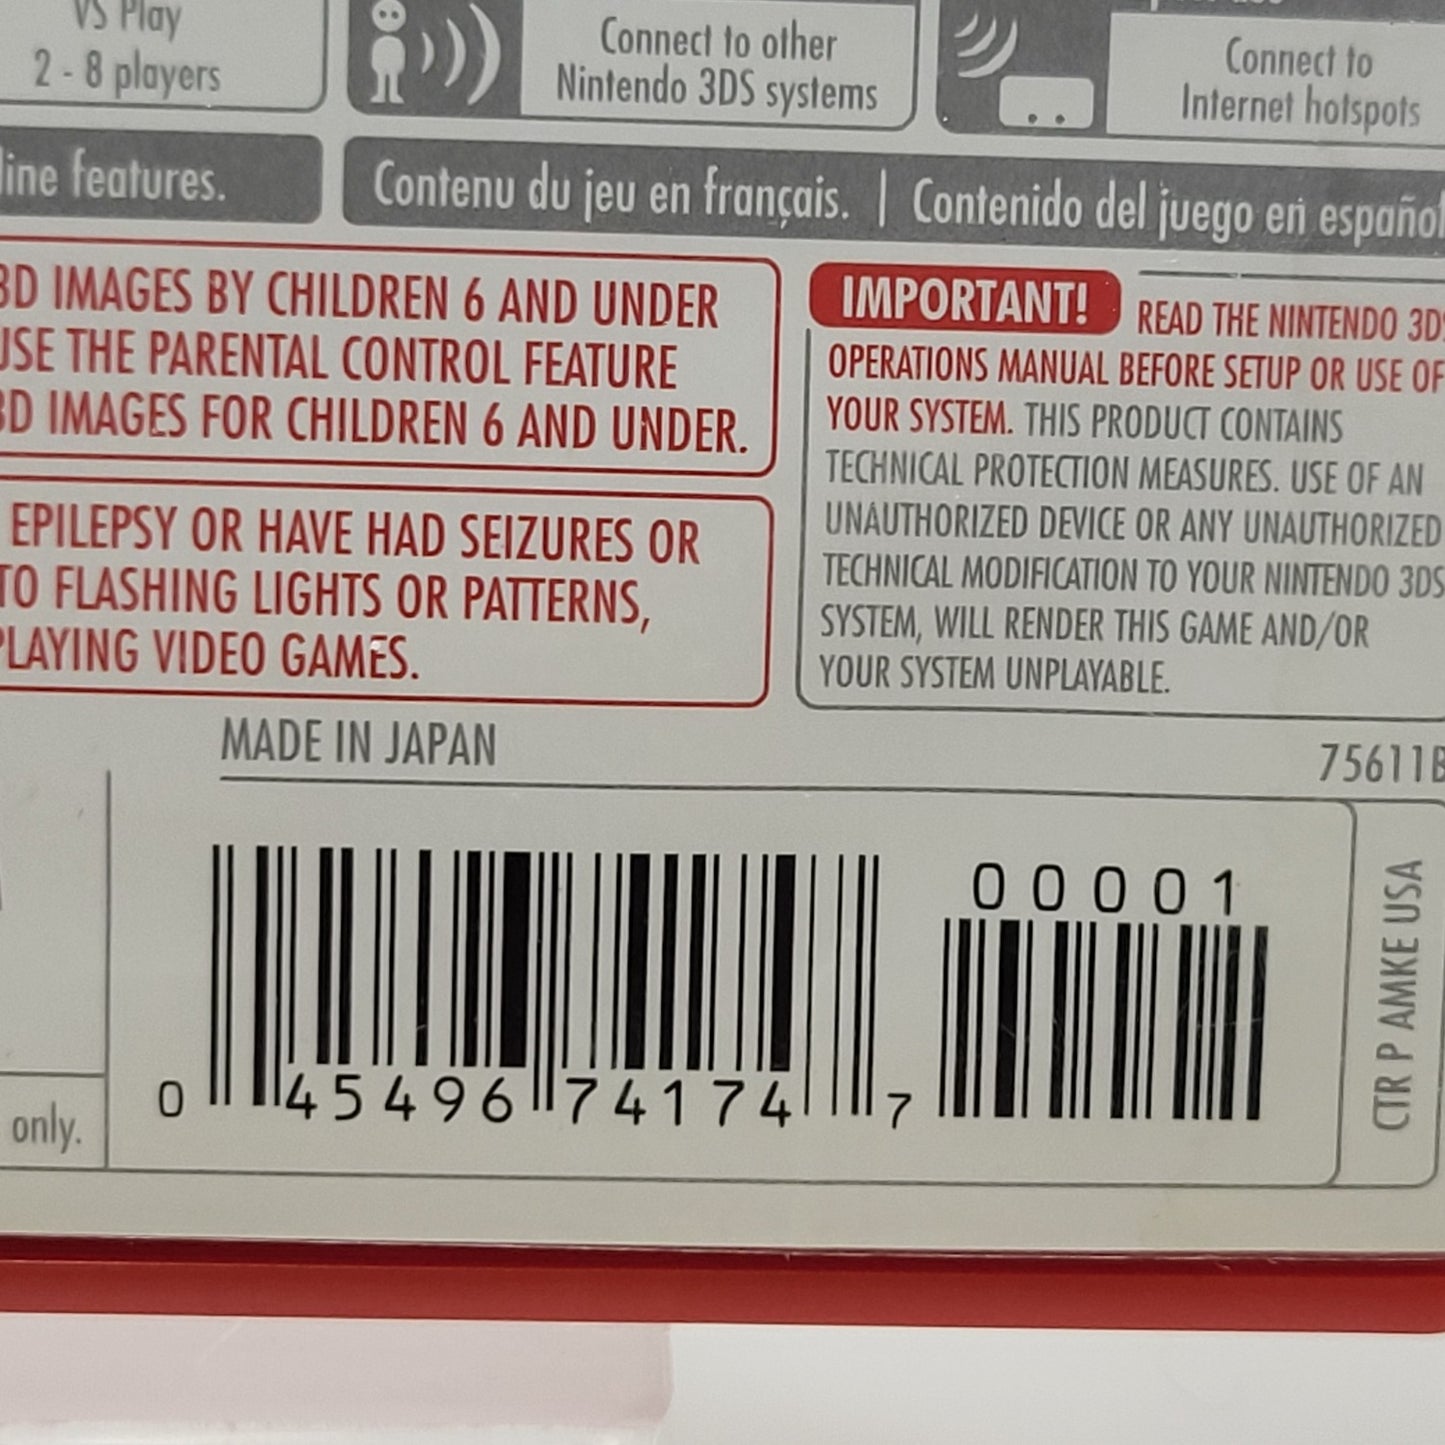 VS Play
2 - 8 players
Connect to other
Nintendo 3DS systems
Connect to
Internet hotspots
features.
Contenu du jeu en français. | Contenido del juego en español
3D IMAGES BY CHILDREN 6 AND UNDER
USE THE PARENTAL CONTROL FEATURE
3D IMAGES FOR CHILDREN 6 AND UNDER.
EPILEPSY OR HAVE HAD SEIZURES OR
TO FLASHING LIGHTS OR PATTERNS,
PLAYING VIDEO GAMES.
IMPORTANT! READ THE NINTENDO 3DS
OPERATIONS MANUAL BEFORE SETUP OR USE OF
YOUR SYSTEM. THIS PRODUCT CONTAINS
TECHNICAL PROTECTION MEASURES. USE OF AN
UNAUTHORIZED DEVICE OR ANY UNAUTHORIZED
TECHNICAL MODIFICATION TO YOUR NINTENDO 3DS
SYSTEM, WILL RENDER THIS GAME AND/OR
YOUR SYSTEM UNPLAYABLE.
MADE IN JAPAN
75611B
00001
0 45496 74174 7
CTR P AMKE USA
only.